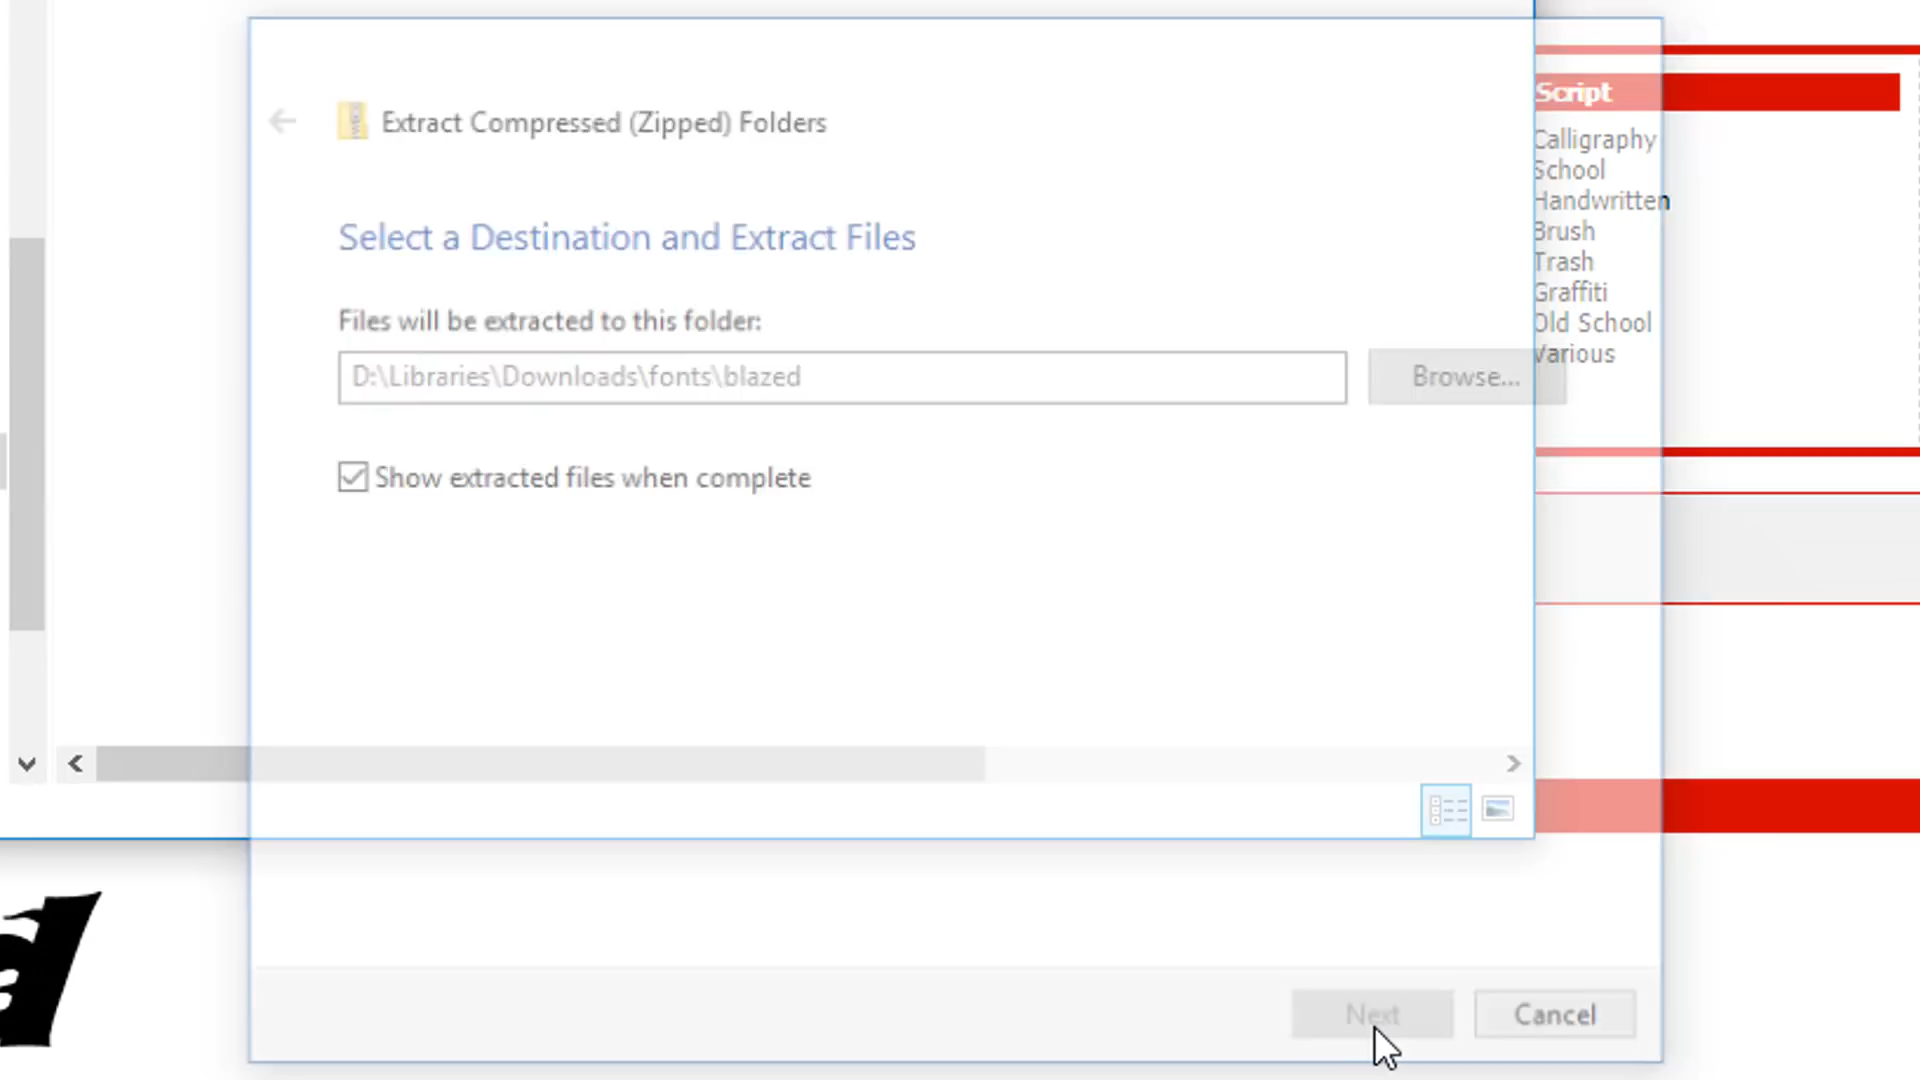 Extract Compressed (Zipped) Folders
Select a Destination and Extract Files
Files will be extracted to this folder:
D:\Libraries\Downloads\fonts\blazed
Browse...
Show extracted files when complete
Next
Cancel
Script
Calligraphy
School
Handwritten
Brush
Trash
Graffiti
Old School
Various